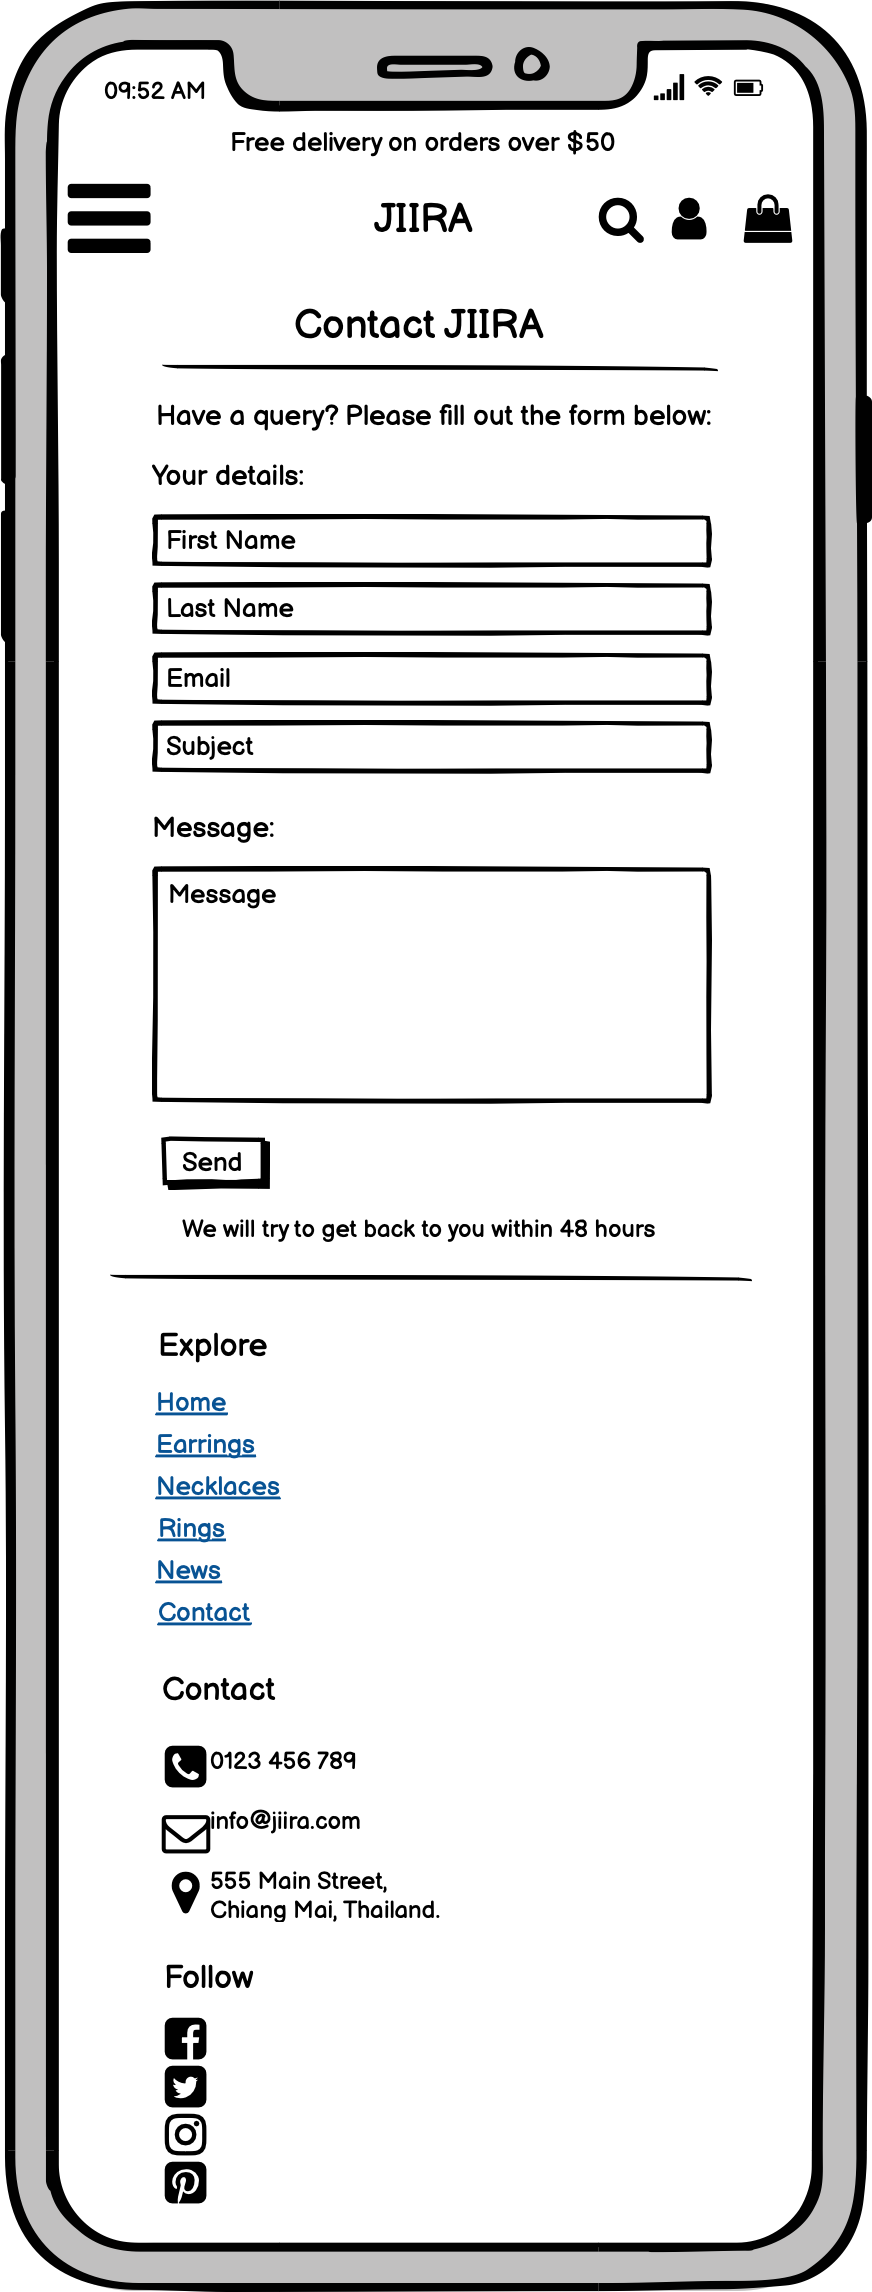 09:52 AM
Free delivery on orders over $50
JIIRA
Contact JIIRA
Have a query? Please fill out the form below:
Your details:
First Name
Last Name
Email
Subject
Message:
Message
Send
We will try to get back to you within 48 hours
Explore
Home
Earrings
Necklaces
Rings
News
Contact
Contact
0123 456 789
info@jiira.com
555 Main Street,
Chiang Mai, Thailand.
Follow